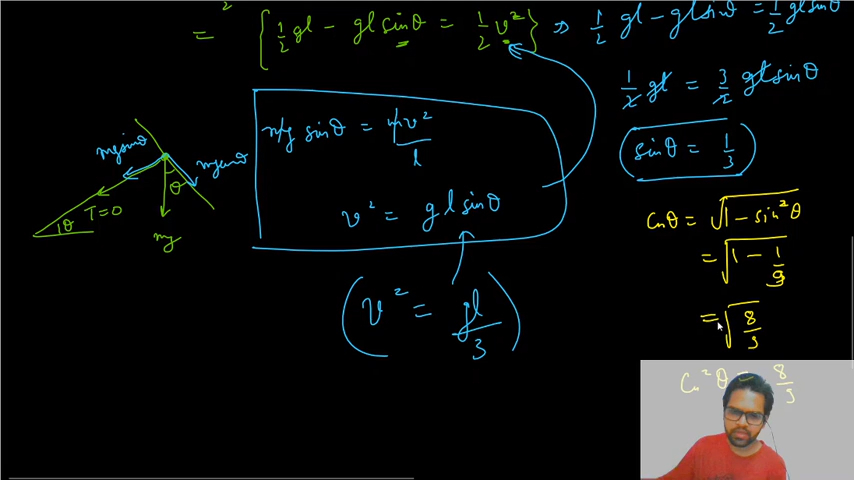 = 2 { 1/2 gl - gl sinθ = 1/2 v² } ⇒ 1/2 gl - gl sinθ = 1/2 gl sinθ
1/2 gl = 3/2 gl sinθ
mg sinθ = mv²/l
sinθ = 1/3
mg sinθ
mg cosθ
θ
T=0
θ
mg
v² = gl sinθ
v² = gl/3
Cosθ = √1 - sin²θ
= √1 - 1/9
= √8/9
Cos²θ = 8/9